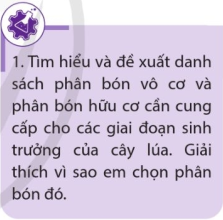 1. Tìm hiểu và đề xuất danh
sách phân bón vô cơ và
phân bón hữu cơ cần cung
cấp cho các giai đoạn sinh
trưởng của cây lúa. Giải
thích vì sao em chọn phân
bón đó.